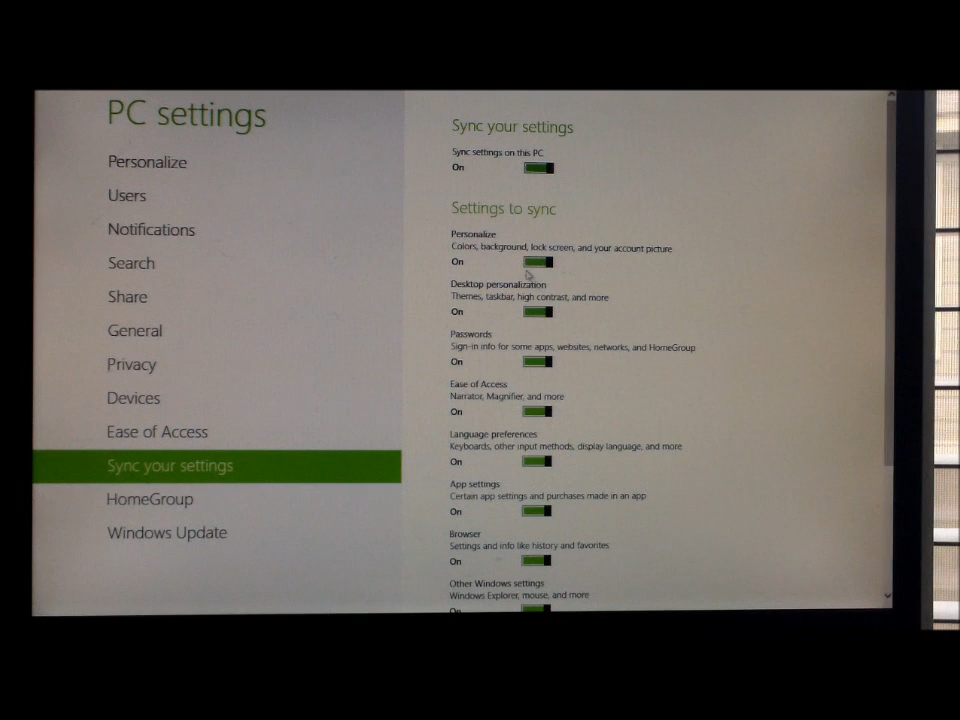 PC settings
Personalize
Users
Notifications
Search
Share
General
Privacy
Devices
Ease of Access
Sync your settings
HomeGroup
Windows Update
Sync your settings
Sync settings on this PC
On
Settings to sync
Personalize
Colors, background, lock screen, and your account picture
On
Desktop personalization
Themes, taskbar, high contrast, and more
On
Passwords
Sign-in info for some apps, websites, networks, and HomeGroup
On
Ease of Access
Narrator, Magnifier, and more
On
Language preferences
Keyboards, other input methods, display language, and more
On
App settings
Certain app settings and purchases made in an app
On
Browser
Settings and info like history and favorites
On
Other Windows settings
Windows Explorer, mouse, and more
On